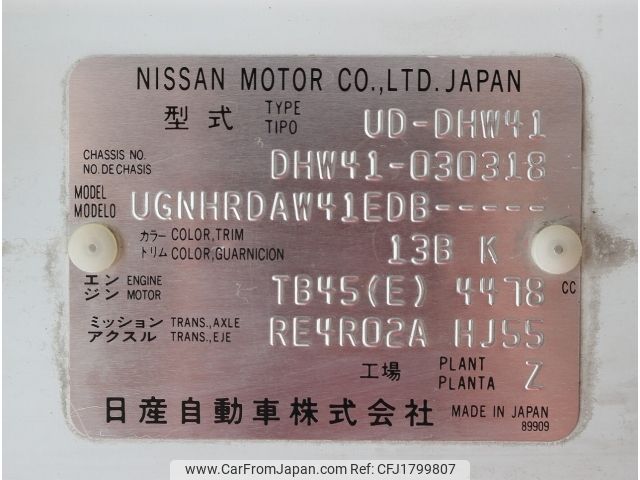 NISSAN MOTOR CO.,LTD. JAPAN
型式 TYPE TIPO UD-DHW41
CHASSIS NO. NO. DE CHASIS DHW41-030318
MODEL MODELO UGNHRDAW41EDB-----
カラー COLOR,TRIM トリム COLOR,GUARNICION 13B K
エンジン ENGINE MOTOR TB45(E) 4478 CC
ミッション TRANS.,AXLE アクスル TRANS.,EJE RE4R02A HJ55
工場 PLANT PLANTA Z
日産自動車株式会社 MADE IN JAPAN
89909
© CarFromJapan.com
www.carfromjapan.com - Car ID: CFJ1799807